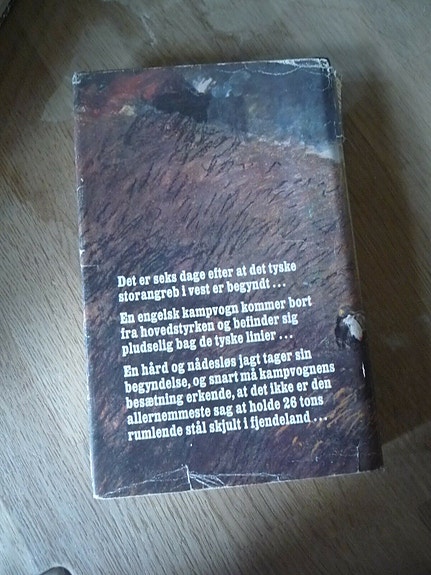 Det er seks dage efter at det tyske
storangreb i vest er begyndt ...
En engelsk kampvogn kommer bort
fra hovedstyrken og befinder sig
pludselig bag de tyske linier ...
En hård og nådesløs jagt tager sin
begyndelse, og snart må kampvognens
besætning erkende, at det ikke er den
allernemmeste sag at holde 26 tons
rumlende stål skjult i fjendeland ...